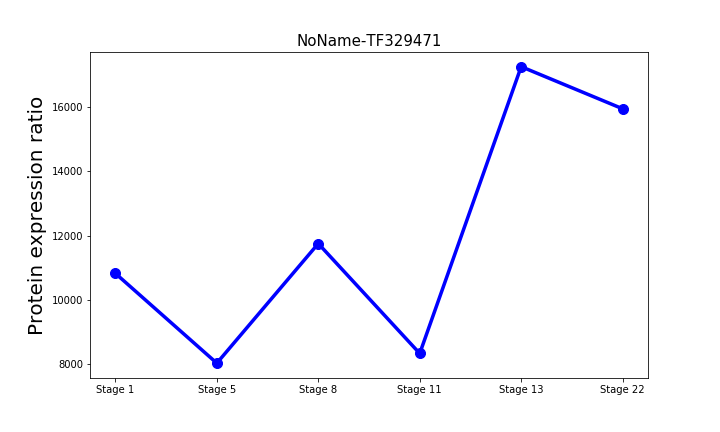 NoName-TF329471
Protein expression ratio
16000
14000
12000
10000
8000
Stage 1 Stage 5 Stage 8 Stage 11 Stage 13 Stage 22